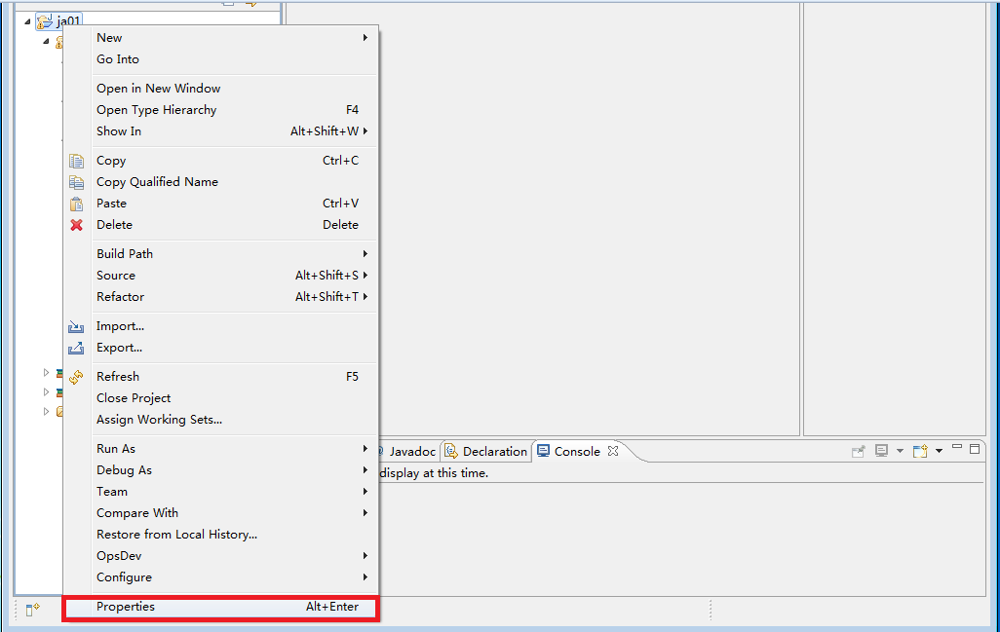 ja01
New
Go Into
Open in New Window
Open Type Hierarchy F4
Show In Alt+Shift+W
Copy Ctrl+C
Copy Qualified Name
Paste Ctrl+V
Delete Delete
Build Path
Source Alt+Shift+S
Refactor Alt+Shift+T
Import...
Export...
Refresh F5
Close Project
Assign Working Sets...
Run As
Debug As
Team
Compare With
Restore from Local History...
OpsDev
Configure
Properties Alt+Enter
Javadoc Declaration Console
display at this time.